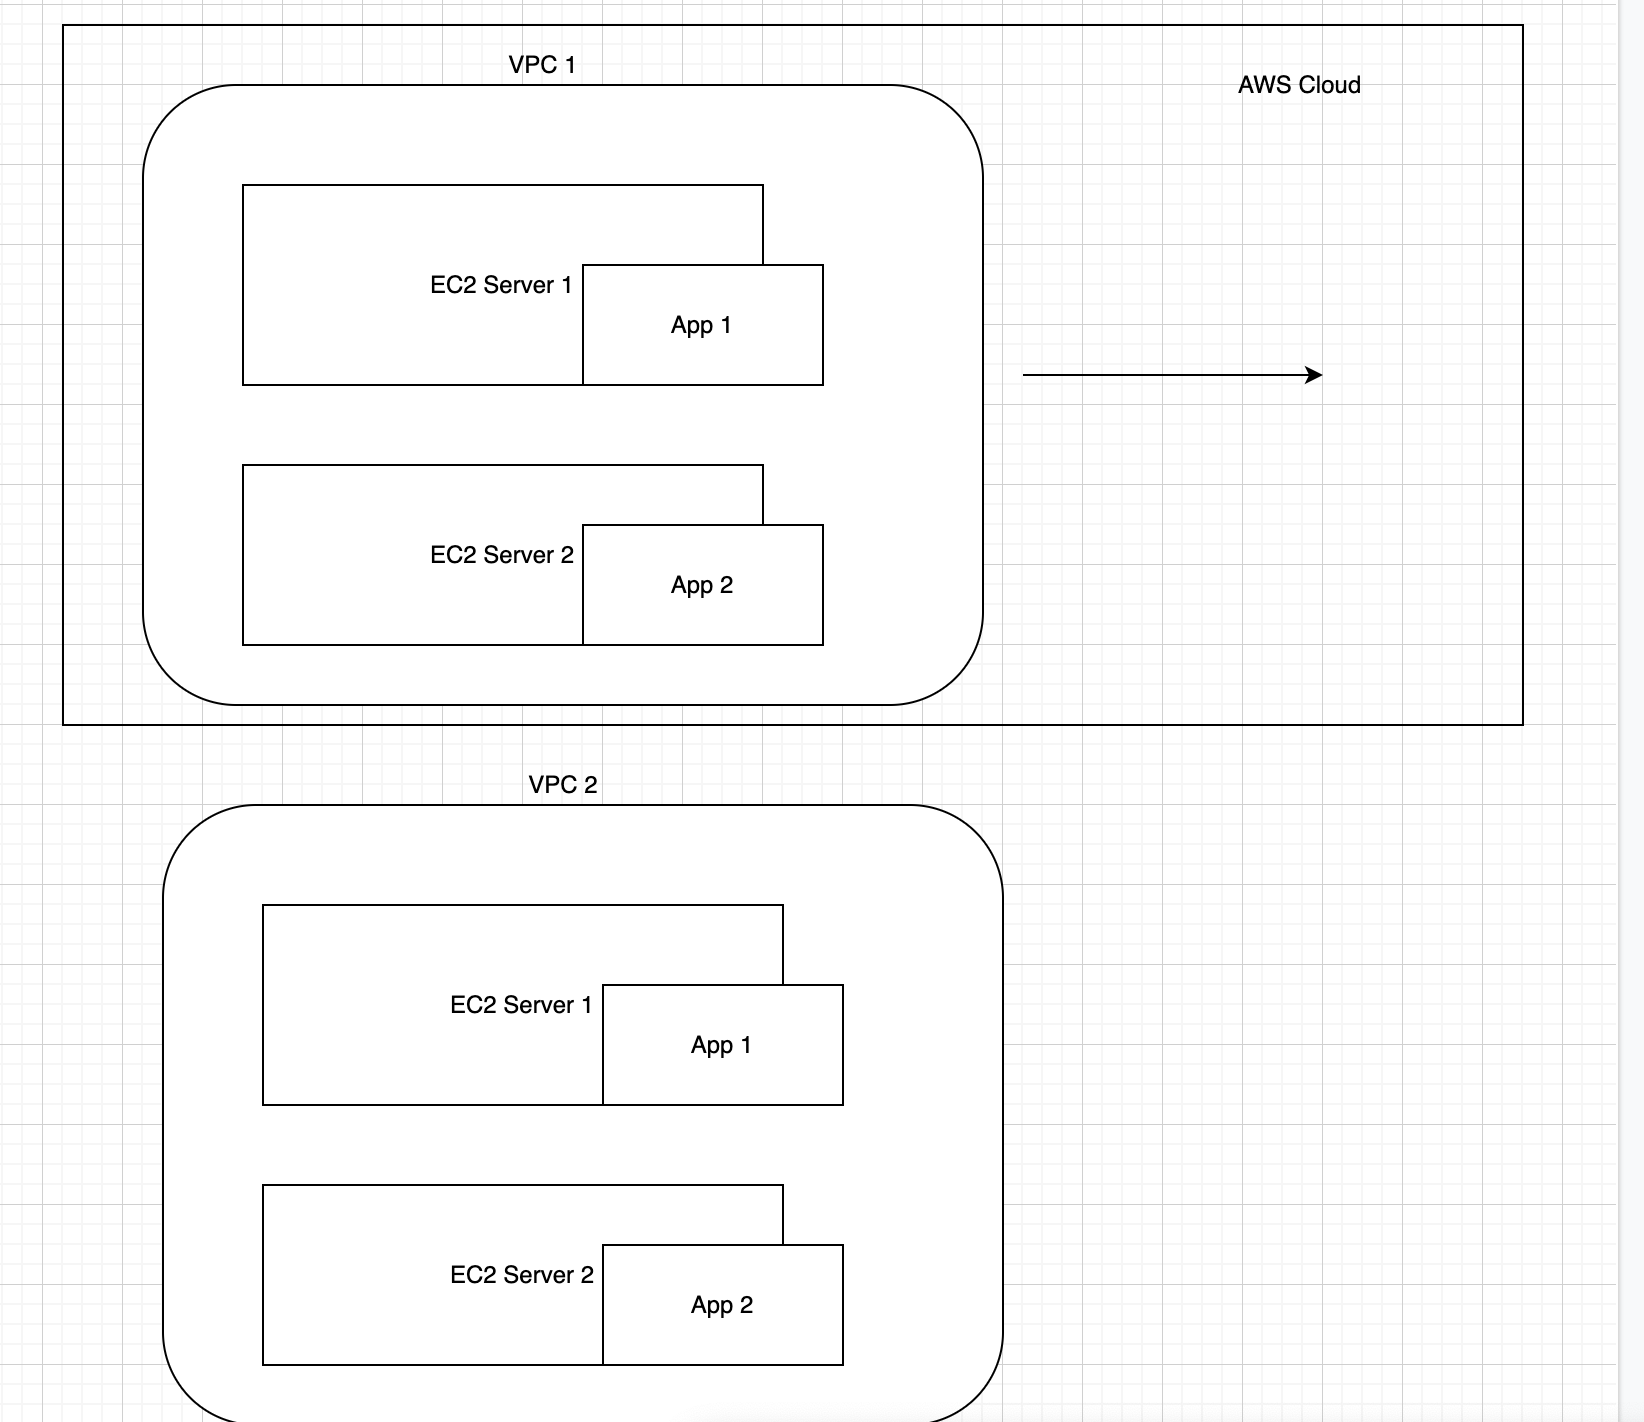 VPC 1
AWS Cloud
EC2 Server 1
App 1
EC2 Server 2
App 2
VPC 2
EC2 Server 1
App 1
EC2 Server 2
App 2